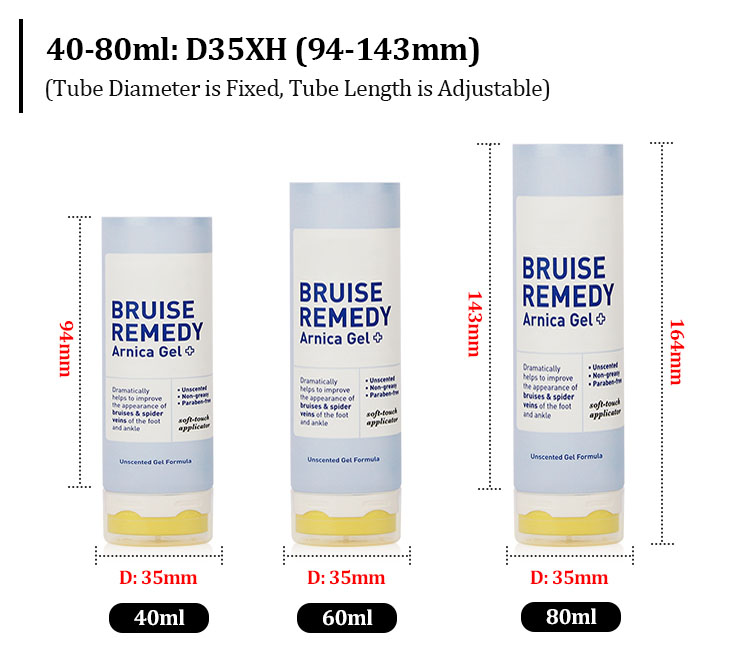 40-80ml: D35XH (94-143mm)
(Tube Diameter is Fixed, Tube Length is Adjustable)
94mm
BRUISE
REMEDY
Arnica Gel
Dramatically
helps to improve
the appearance of
bruises & spider
veins of the foot
and ankle
• Unscented
• Non-greasy
• Paraben-free
soft-touch
applicator
Unscented Gel Formula
D: 35mm
40ml
BRUISE
REMEDY
Arnica Gel
Dramatically
helps to improve
the appearance of
bruises & spider
veins of the foot
and ankle
• Unscented
• Non-greasy
• Paraben-free
soft-touch
applicator
Unscented Gel Formula
D: 35mm
60ml
143mm
BRUISE
REMEDY
Arnica Gel
Dramatically
helps to improve
the appearance of
bruises & spider
veins of the foot
and ankle
• Unscented
• Non-greasy
• Paraben-free
soft-touch
applicator
Unscented Gel Formula
164mm
D: 35mm
80ml